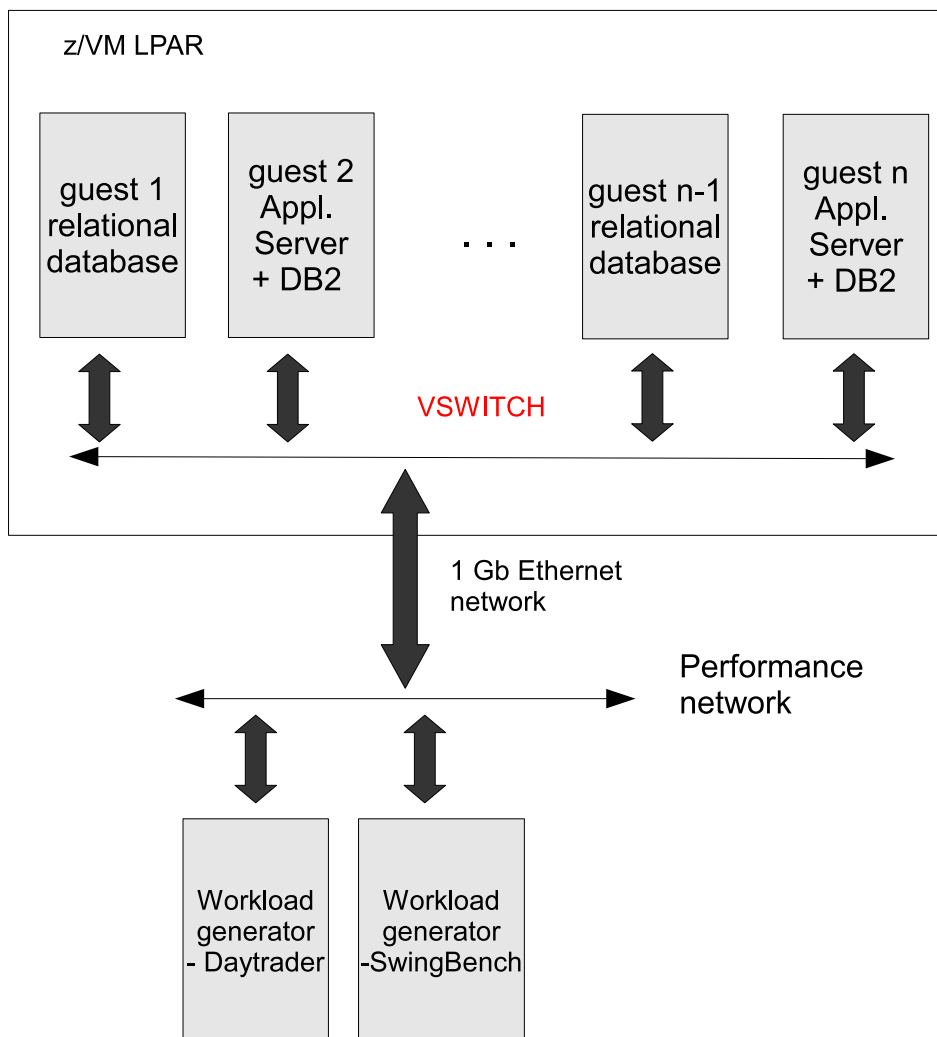 z/VM LPAR
guest 1
relational
database
guest 2
Appl.
Server
+ DB2
. . .
guest n-1
relational
database
guest n
Appl.
Server
+ DB2
VSWITCH
1 Gb Ethernet
network
Performance
network
Workload
generator
- Daytrader
Workload
generator
-SwingBench